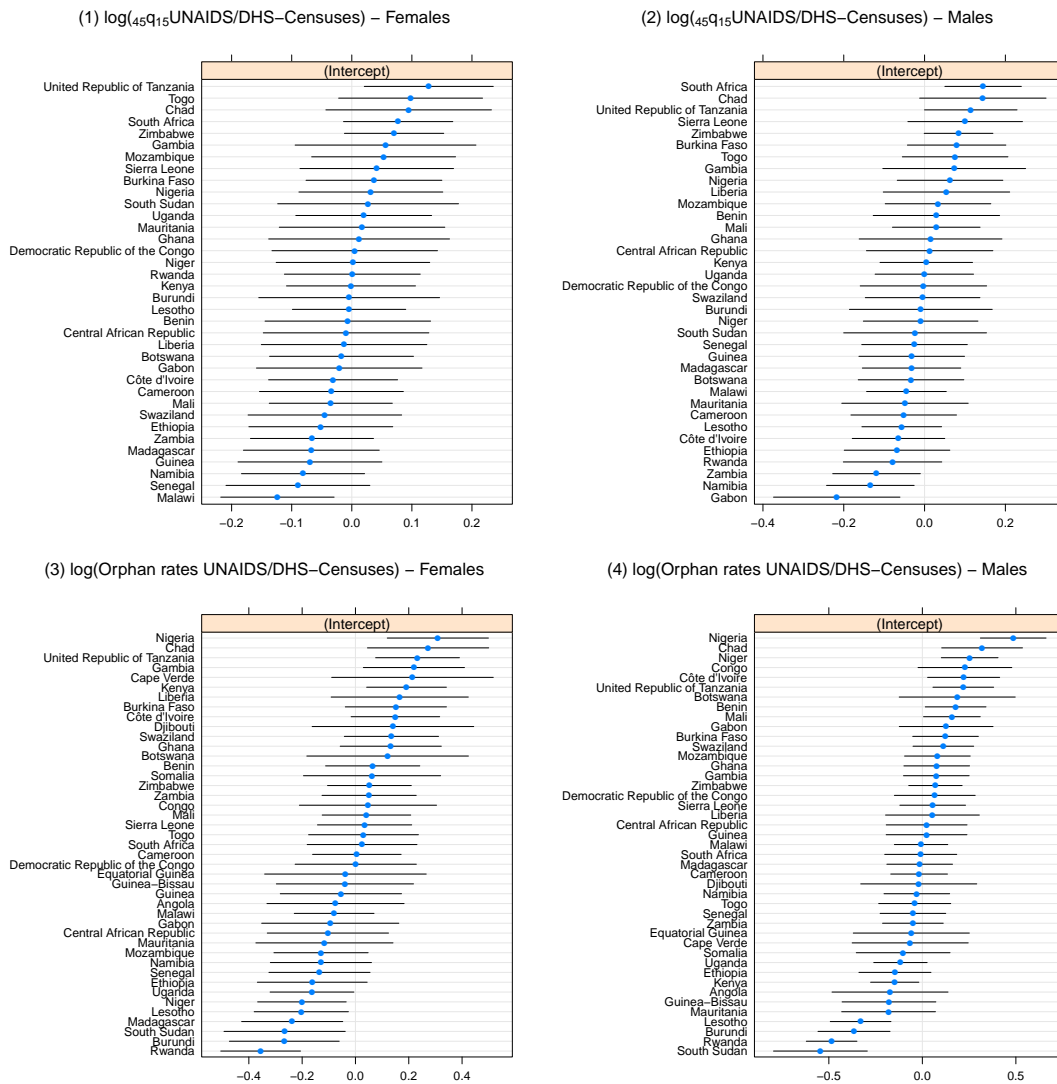 (1) log(₄₅q₁₅UNAIDS/DHS−Censuses) − Females
(Intercept)
United Republic of Tanzania
Togo
Chad
South Africa
Zimbabwe
Gambia
Mozambique
Sierra Leone
Burkina Faso
Nigeria
South Sudan
Uganda
Mauritania
Ghana
Democratic Republic of the Congo
Niger
Rwanda
Kenya
Burundi
Lesotho
Benin
Central African Republic
Liberia
Botswana
Gabon
Côte d'Ivoire
Cameroon
Mali
Swaziland
Ethiopia
Zambia
Madagascar
Guinea
Namibia
Senegal
Malawi
−0.2 −0.1 0.0 0.1 0.2
(2) log(₄₅q₁₅UNAIDS/DHS−Censuses) − Males
(Intercept)
South Africa
Chad
United Republic of Tanzania
Sierra Leone
Zimbabwe
Burkina Faso
Togo
Gambia
Nigeria
Liberia
Mozambique
Benin
Mali
Ghana
Central African Republic
Kenya
Uganda
Democratic Republic of the Congo
Swaziland
Burundi
Niger
South Sudan
Senegal
Guinea
Madagascar
Botswana
Malawi
Mauritania
Cameroon
Lesotho
Côte d'Ivoire
Ethiopia
Rwanda
Zambia
Namibia
Gabon
−0.4 −0.2 0.0 0.2
(3) log(Orphan rates UNAIDS/DHS−Censuses) − Females
(Intercept)
Nigeria
Chad
United Republic of Tanzania
Gambia
Cape Verde
Kenya
Liberia
Burkina Faso
Côte d'Ivoire
Djibouti
Swaziland
Ghana
Botswana
Benin
Somalia
Zimbabwe
Zambia
Congo
Mali
Sierra Leone
Togo
South Africa
Cameroon
Democratic Republic of the Congo
Equatorial Guinea
Guinea−Bissau
Guinea
Angola
Malawi
Gabon
Central African Republic
Mauritania
Mozambique
Namibia
Senegal
Ethiopia
Uganda
Niger
Lesotho
Madagascar
South Sudan
Burundi
Rwanda
−0.4 −0.2 0.0 0.2 0.4
(4) log(Orphan rates UNAIDS/DHS−Censuses) − Males
(Intercept)
Nigeria
Chad
Niger
Congo
Côte d'Ivoire
United Republic of Tanzania
Botswana
Benin
Mali
Gabon
Burkina Faso
Swaziland
Mozambique
Ghana
Gambia
Zimbabwe
Democratic Republic of the Congo
Sierra Leone
Liberia
Central African Republic
Guinea
Malawi
South Africa
Madagascar
Cameroon
Djibouti
Namibia
Togo
Senegal
Zambia
Equatorial Guinea
Cape Verde
Somalia
Uganda
Ethiopia
Kenya
Angola
Guinea−Bissau
Mauritania
Lesotho
Burundi
Rwanda
South Sudan
−0.5 0.0 0.5